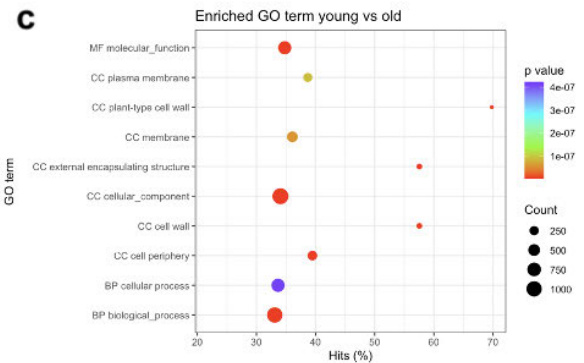 C
Enriched GO term young vs old
MF molecular_function
CC plasma membrane
CC plant-type cell wall
CC membrane
CC external encapsulating structure
CC cellular_component
CC cell wall
CC cell periphery
BP cellular process
BP biological_process
GO term
20 30 40 50 60 70
Hits (%)
p value
4e-07
3e-07
2e-07
1e-07
Count
250
500
750
1000